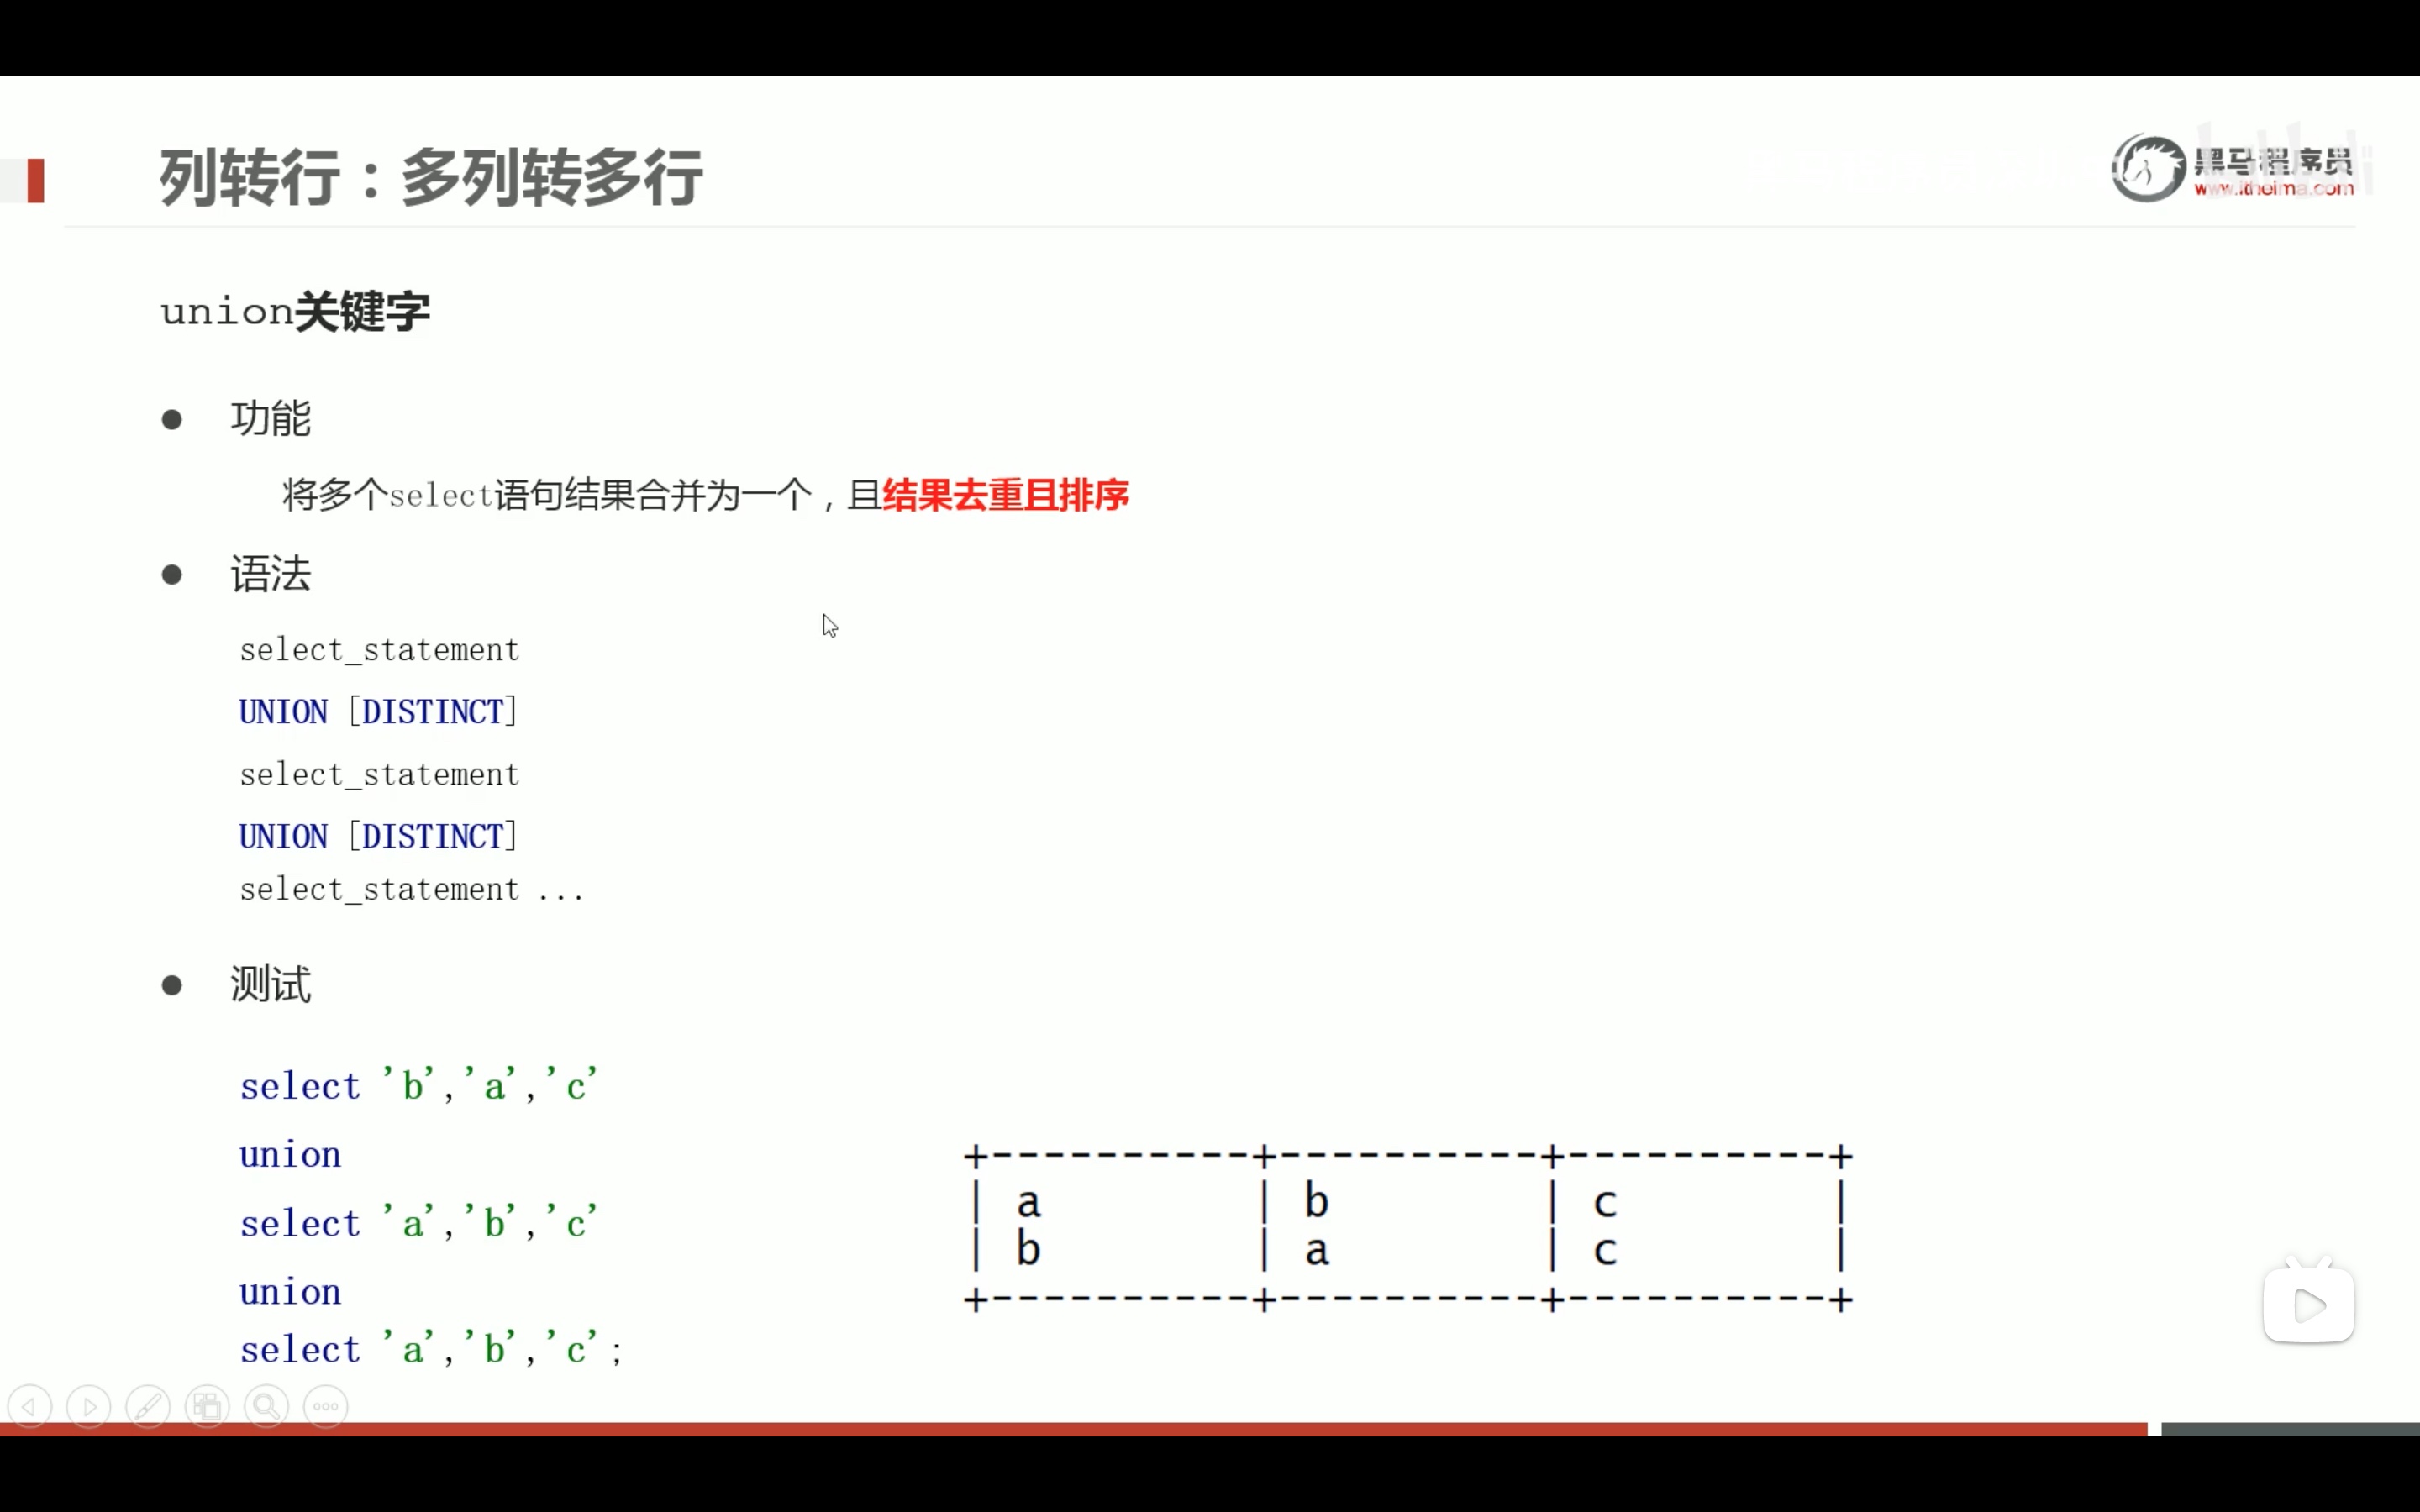 列转行：多列转多行
黑马程序员
www.itheima.com
union关键字
● 功能
将多个select语句结果合并为一个，且结果去重且排序
● 语法
select_statement
UNION [DISTINCT]
select_statement
UNION [DISTINCT]
select_statement ...
● 测试
select 'b','a','c'
union
select 'a','b','c'
union
select 'a','b','c';
+----------+----------+----------+
| a | b | c |
| b | a | c |
+----------+----------+----------+